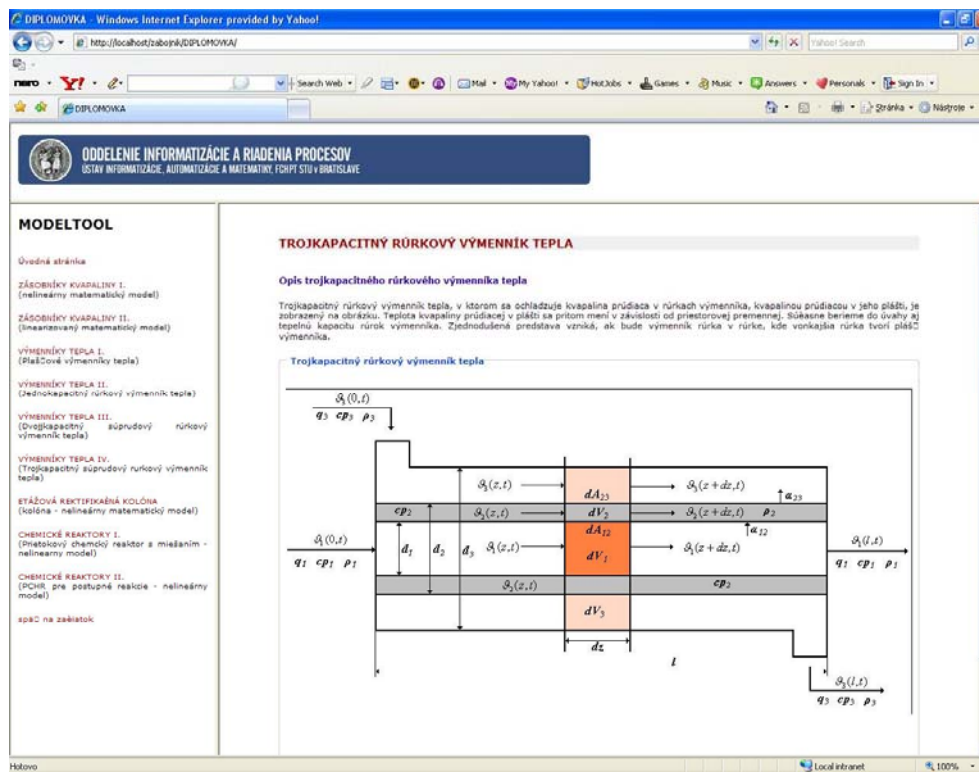 DIPLOMOVKA - Windows Internet Explorer provided by Yahoo!
http://localhost/zabojnik/DIPLOMOVKA/
Yahoo! Search
nero
Y!
Search Web
Mail
My Yahoo!
HotJobs
Games
Music
Answers
Personals
Sign In
DIPLOMOVKA
Stránka
Nástroje
ODDELENIE INFORMATIZÁCIE A RIADENIA PROCESOV
ÚSTAV INFORMATIZÁCIE, AUTOMATIZÁCIE A MATEMATIKY, FCHPT STU v BRATISLAVE
MODELTOOL
Úvodná stránka
ZÁSOBNÍKY KVAPALINY I.
(nelineárny matematický model)
ZÁSOBNÍKY KVAPALINY II.
(linearizovaný matematický model)
VÝMENNÍKY TEPLA I.
(Plaš□ové výmenníky tepla)
VÝMENNÍKY TEPLA II.
(Jednokapacitný rúrkový výmenník tepla)
VÝMENNÍKY TEPLA III.
(Dvojkapacitný súprudový rúrkový
výmenník tepla)
VÝMENNÍKY TEPLA IV.
(Trojkapacitný súprudový rurkový výmenník
tepla)
ETÁŽOVÁ REKTIFIKAÈNÁ KOLÓNA
(kolóna - nelineárny matematický model)
CHEMICKÉ REAKTORY I.
(Prietokový chemcký reaktor s miešaním -
nelinearny model)
CHEMICKÉ REAKTORY II.
(PCHR pre postupné reakcie - nelineárny
model)
spä□ na zaèiatok
TROJKAPACITNÝ RÚRKOVÝ VÝMENNÍK TEPLA
Opis trojkapacitného rúrkového výmenníka tepla
Trojkapacitný rúrkový výmenník tepla, v ktorom sa ochladzuje kvapalina prúdiaca v rúrkach výmenníka, kvapalinou prúdiacou v jeho plášti, je
zobrazený na obrázku. Teplota kvapaliny prúdiacej v plášti sa pritom mení v závislosti od priestorovej premennej. Súèasne berieme do úvahy aj
tepelnú kapacitu rúrok výmenníka. Zjednodušená predstava vzniká, ak bude výmenník rúrka v rúrke, kde vonkajšia rúrka tvorí pláš□
výmenníka.
Trojkapacitný rúrkový výmenník tepla
ϑ3(0,t)
q3 cp3 ρ3
ϑ3(z,t) dA23 ϑ3(z+dz,t) α23
cp2 ϑ2(z,t) dV2 ϑ2(z+dz,t) ρ2
dA12 α12
ϑ1(0,t) d1 d2 d3 ϑ1(z,t) dV1 ϑ1(z+dz,t) ϑ1(l,t)
q1 cp1 ρ1 q1 cp1 ρ1
ϑ2(z,t) cp2
dV3
dz
l
ϑ3(l,t)
q3 cp3 ρ3
Hotovo
Local intranet
100%